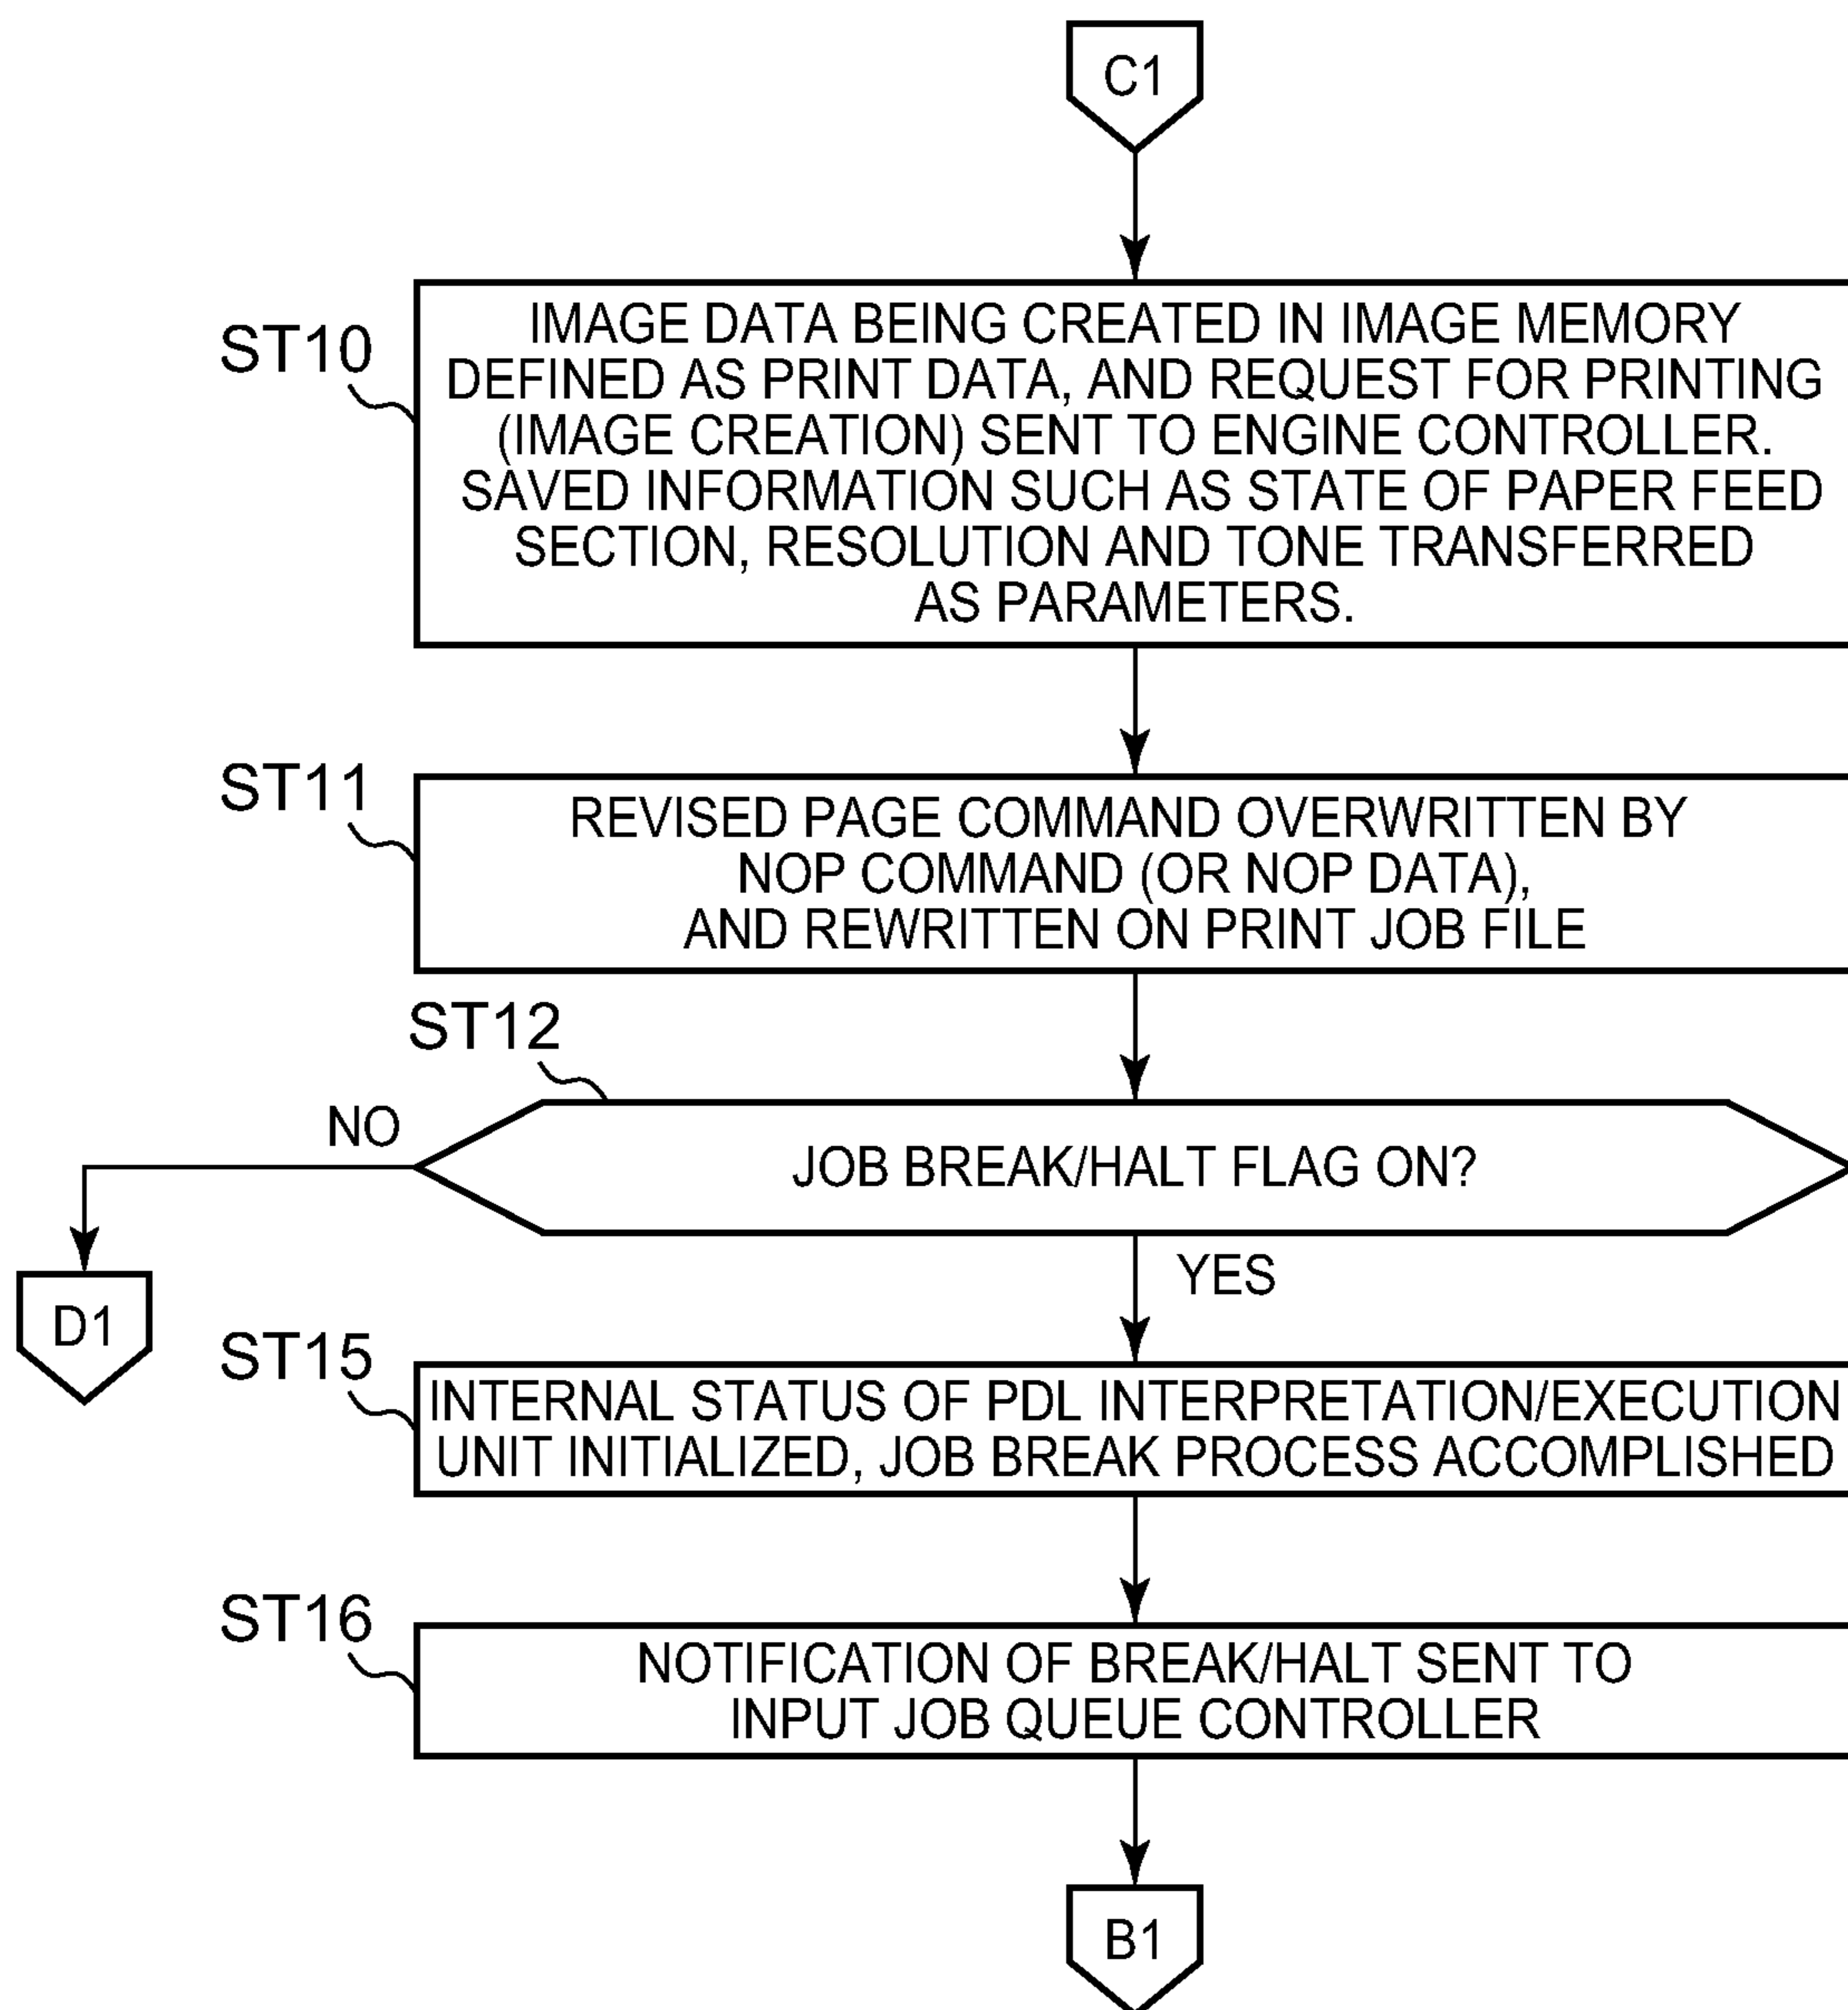 C1
ST10
IMAGE DATA BEING CREATED IN IMAGE MEMORY
DEFINED AS PRINT DATA, AND REQUEST FOR PRINTING
(IMAGE CREATION) SENT TO ENGINE CONTROLLER.
SAVED INFORMATION SUCH AS STATE OF PAPER FEED
SECTION, RESOLUTION AND TONE TRANSFERRED
AS PARAMETERS.
ST11
REVISED PAGE COMMAND OVERWRITTEN BY
NOP COMMAND (OR NOP DATA),
AND REWRITTEN ON PRINT JOB FILE
ST12
NO
JOB BREAK/HALT FLAG ON?
YES
D1
ST15
INTERNAL STATUS OF PDL INTERPRETATION/EXECUTION
UNIT INITIALIZED, JOB BREAK PROCESS ACCOMPLISHED
ST16
NOTIFICATION OF BREAK/HALT SENT TO
INPUT JOB QUEUE CONTROLLER
B1